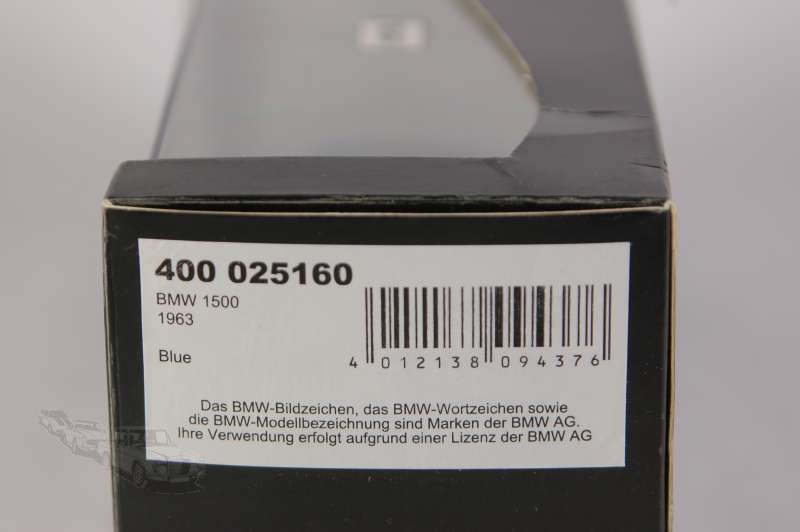 400 025160
BMW 1500
1963
Blue
4 012138 094376
Das BMW-Bildzeichen, das BMW-Wortzeichen sowie
die BMW-Modellbezeichnung sind Marken der BMW AG.
Ihre Verwendung erfolgt aufgrund einer Lizenz der BMW AG